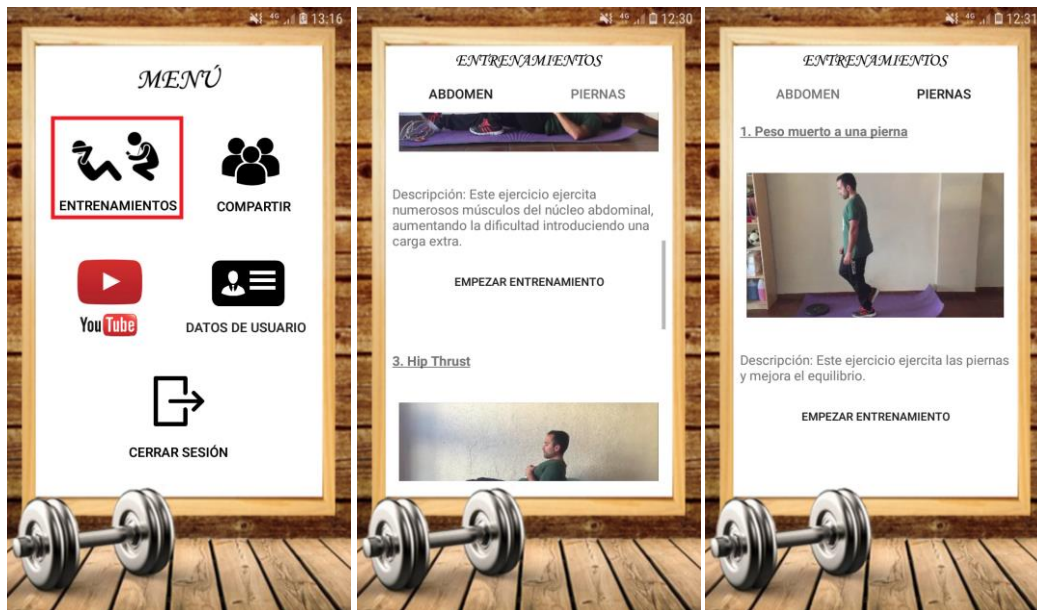 4G 13:16
MENÚ
ENTRENAMIENTOS
COMPARTIR
YouTube
DATOS DE USUARIO
CERRAR SESIÓN
4G 12:30
ENTRENAMIENTOS
ABDOMEN PIERNAS
Descripción: Este ejercicio ejercita
numerosos músculos del núcleo abdominal,
aumentando la dificultad introduciendo una
carga extra.
EMPEZAR ENTRENAMIENTO
3. Hip Thrust
4G 12:31
ENTRENAMIENTOS
ABDOMEN PIERNAS
1. Peso muerto a una pierna
Descripción: Este ejercicio ejercita las piernas
y mejora el equilibrio.
EMPEZAR ENTRENAMIENTO